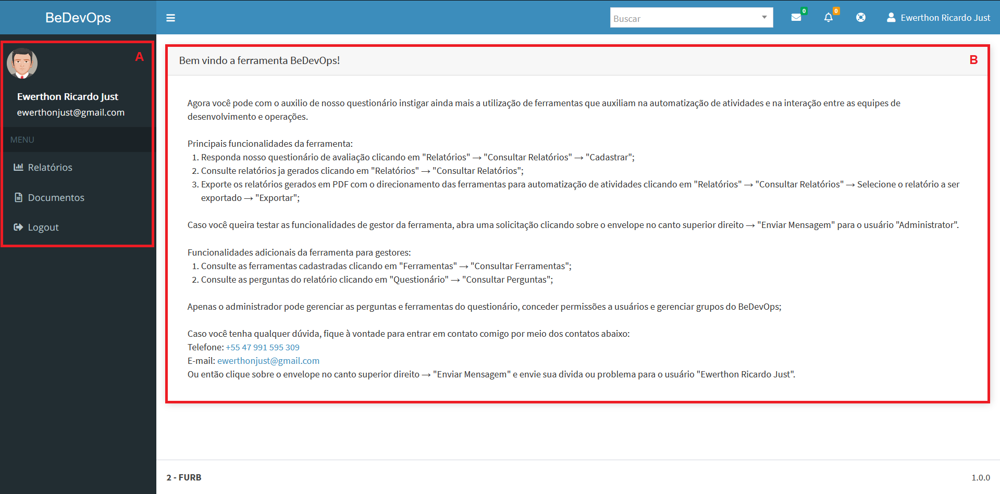 BeDevOps
Buscar
0
0
Ewerthon Ricardo Just
A
Ewerthon Ricardo Just
ewerthonjust@gmail.com
MENU
Relatórios
Documentos
Logout
Bem vindo a ferramenta BeDevOps!
B
Agora você pode com o auxilio de nosso questionário instigar ainda mais a utilização de ferramentas que auxiliam na automatização de atividades e na interação entre as equipes de
desenvolvimento e operações.
Principais funcionalidades da ferramenta:
1. Responda nosso questionário de avaliação clicando em "Relatórios" → "Consultar Relatórios" → "Cadastrar";
2. Consulte relatórios ja gerados clicando em "Relatórios" → "Consultar Relatórios";
3. Exporte os relatórios gerados em PDF com o direcionamento das ferramentas para automatização de atividades clicando em "Relatórios" → "Consultar Relatórios" → Selecione o relatório a ser
exportado → "Exportar";
Caso você queira testar as funcionalidades de gestor da ferramenta, abra uma solicitação clicando sobre o envelope no canto superior direito → "Enviar Mensagem" para o usuário "Administrator".
Funcionalidades adicionais da ferramenta para gestores:
1. Consulte as ferramentas cadastradas clicando em "Ferramentas" → "Consultar Ferramentas";
2. Consulte as perguntas do relatório clicando em "Questionário" → "Consultar Perguntas";
Apenas o administrador pode gerenciar as perguntas e ferramentas do questionário, conceder permissões a usuários e gerenciar grupos do BeDevOps;
Caso você tenha qualquer dúvida, fique à vontade para entrar em contato comigo por meio dos contatos abaixo:
Telefone: +55 47 991 595 309
E-mail: ewerthonjust@gmail.com
Ou então clique sobre o envelope no canto superior direito → "Enviar Mensagem" e envie sua divida ou problema para o usuário "Ewerthon Ricardo Just".
2 - FURB
1.0.0